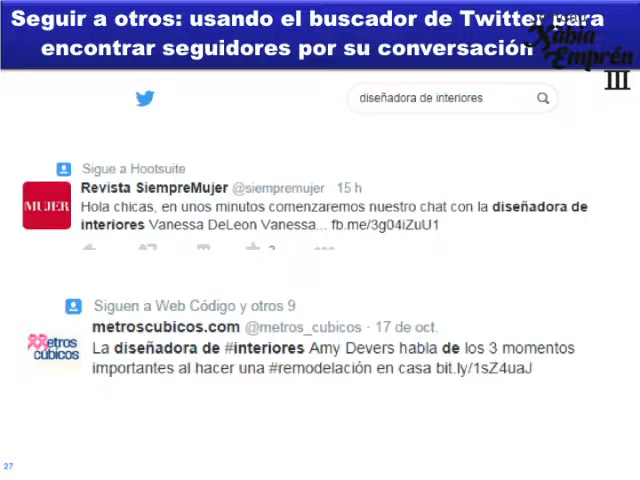 Seguir a otros: usando el buscador de Twitter para
encontrar seguidores por su conversación
Xàbia
Emprén
III
diseñadora de interiores
Sigue a Hootsuite
Revista SiempreMujer @siempremujer 15 h
MUJER
Hola chicas, en unos minutos comenzaremos nuestro chat con la diseñadora de
interiores Vanessa DeLeon Vanessa... fb.me/3g04iZuU1
Siguen a Web Código y otros 9
metroscubicos.com @metros_cubicos · 17 de oct.
metros
cúbicos
La diseñadora de #interiores Amy Devers habla de los 3 momentos
importantes al hacer una #remodelación en casa bit.ly/1sZ4uaJ
27